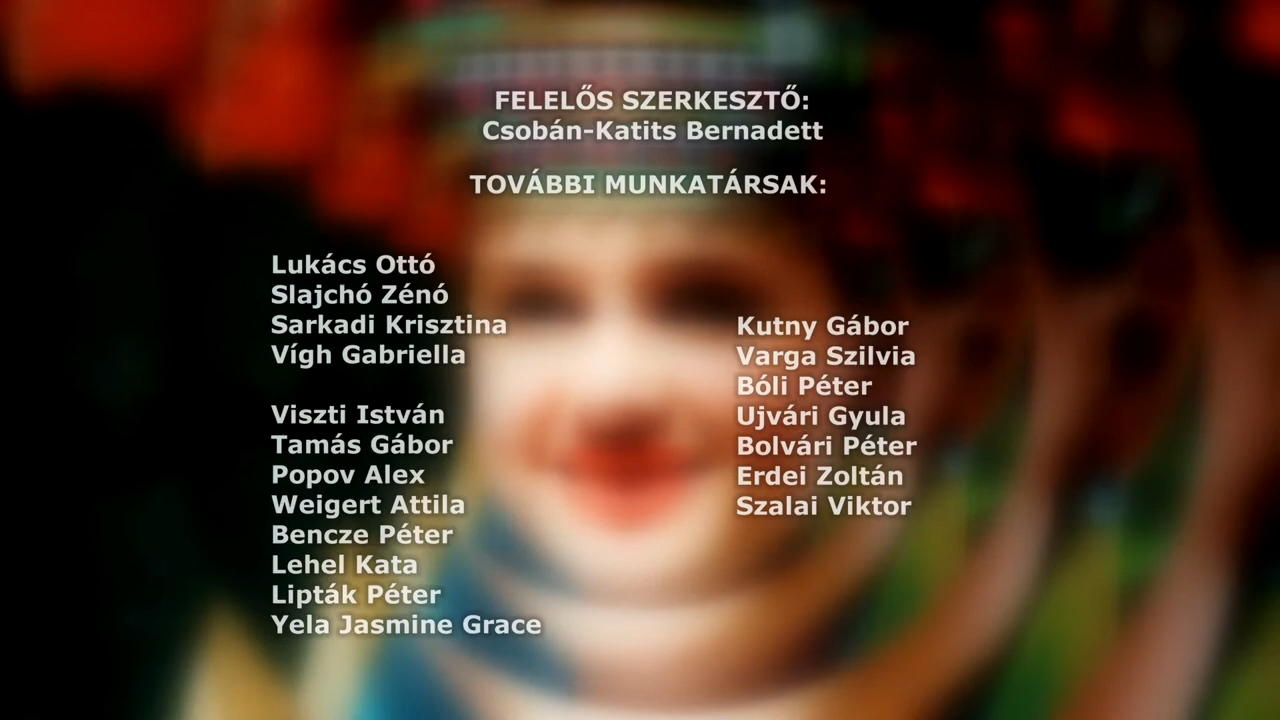 FELELŐS SZERKESZTŐ:
Csobán-Katits Bernadett
TOVÁBBI MUNKATÁRSAK:
Lukács Ottó
Slajchó Zénó
Sarkadi Krisztina
Vígh Gabriella
Viszti István
Tamás Gábor
Popov Alex
Weigert Attila
Bencze Péter
Lehel Kata
Lipták Péter
Yela Jasmine Grace
Kutny Gábor
Varga Szilvia
Bóli Péter
Ujvári Gyula
Bolvári Péter
Erdei Zoltán
Szalai Viktor